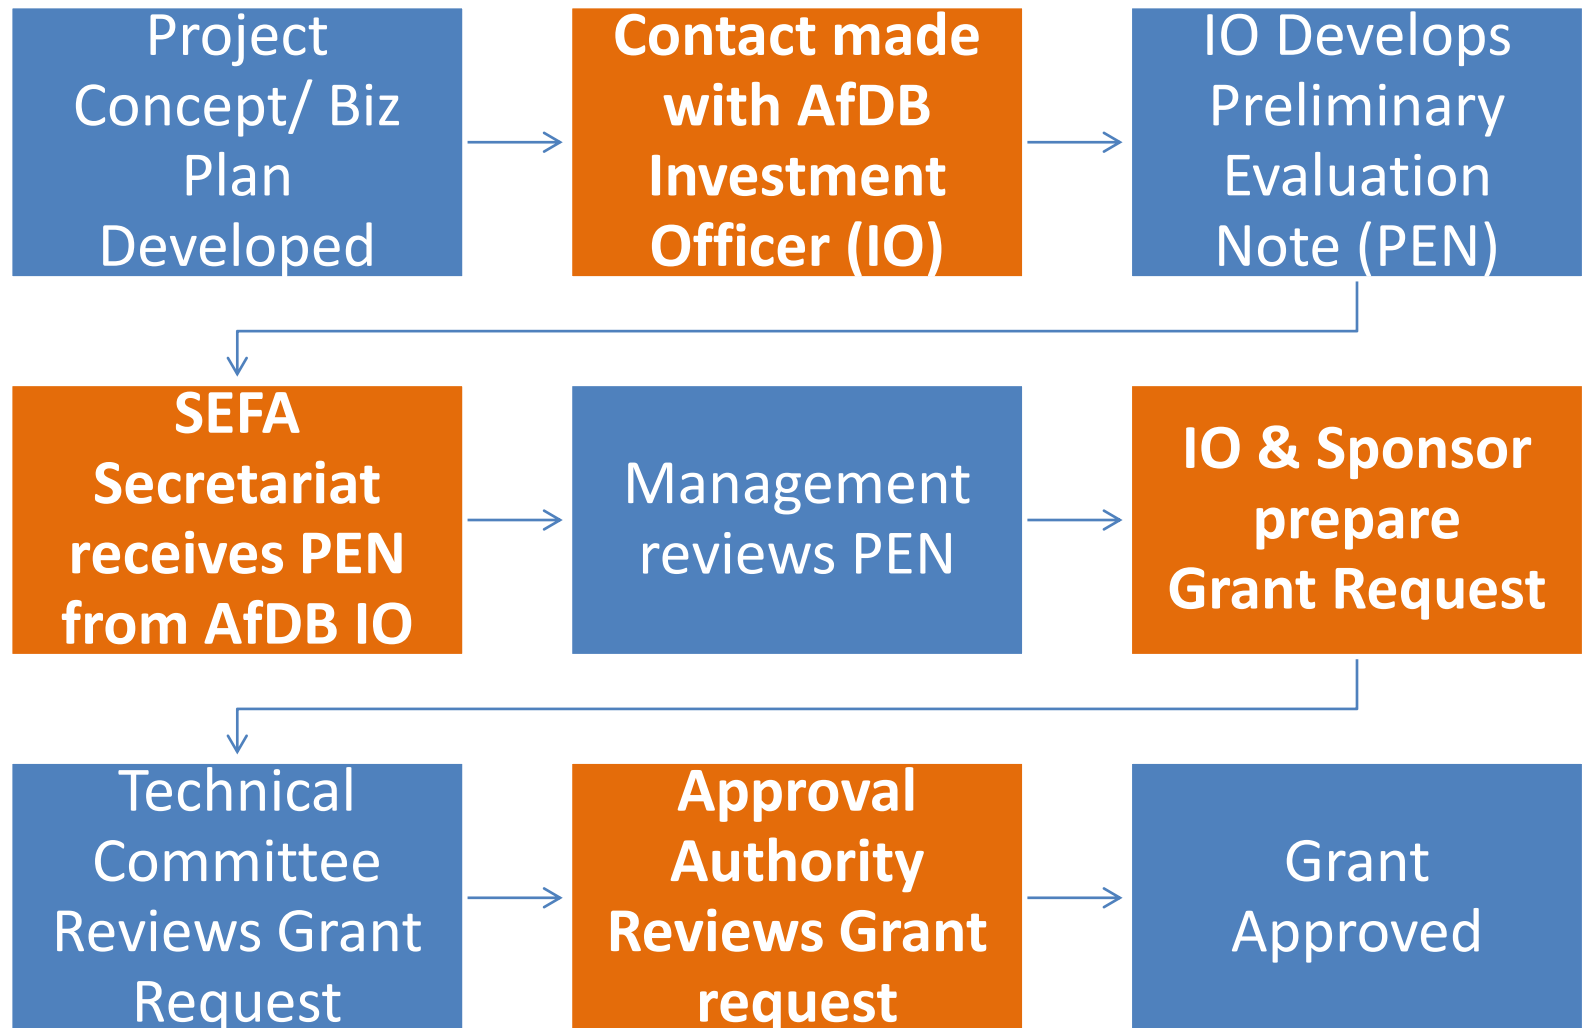 Project
Concept/ Biz
Plan
Developed
Contact made
with AfDB
Investment
Officer (IO)
IO Develops
Preliminary
Evaluation
Note (PEN)
SEFA
Secretariat
receives PEN
from AfDB IO
Management
reviews PEN
IO & Sponsor
prepare
Grant Request
Technical
Committee
Reviews Grant
Request
Approval
Authority
Reviews Grant
request
Grant
Approved